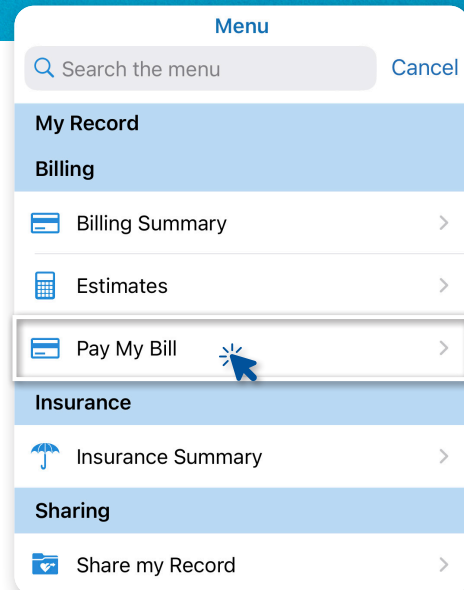 Menu
Search the menu
Cancel
My Record
Billing
Billing Summary
Estimates
Pay My Bill
Insurance
Insurance Summary
Sharing
Share my Record